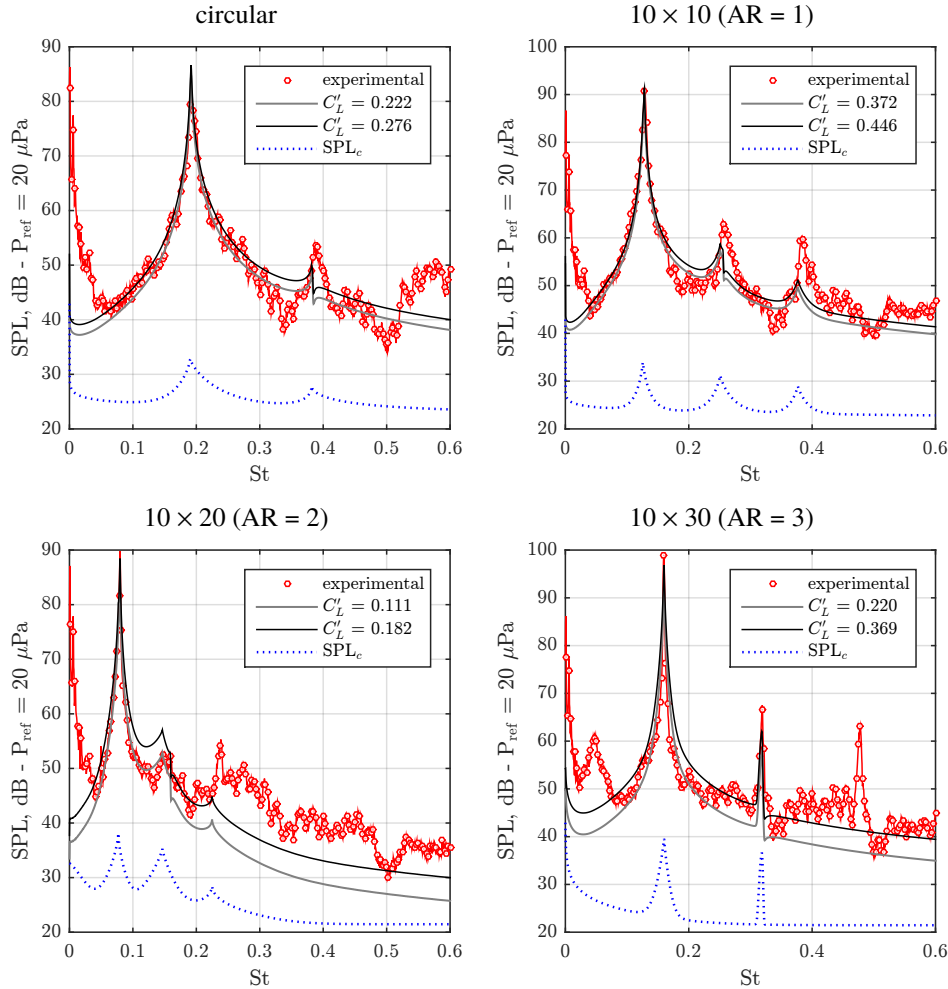 circular
90
80
70
60
50
40
30
20
0
0.1
0.2
0.3
0.4
0.5
0.6
St
SPL, dB - P_ref = 20 μPa
experimental
C′_L = 0.222
C′_L = 0.276
SPL_c
10 × 10 (AR = 1)
100
90
80
70
60
50
40
30
20
0
0.2
0.4
0.6
St
SPL, dB - P_ref = 20 μPa
experimental
C′_L = 0.372
C′_L = 0.446
SPL_c
10 × 20 (AR = 2)
90
80
70
60
50
40
30
20
0
0.1
0.2
0.3
0.4
0.5
0.6
St
SPL, dB - P_ref = 20 μPa
experimental
C′_L = 0.111
C′_L = 0.182
SPL_c
10 × 30 (AR = 3)
100
90
80
70
60
50
40
30
20
0
0.2
0.4
0.6
St
SPL, dB - P_ref = 20 μPa
experimental
C′_L = 0.220
C′_L = 0.369
SPL_c